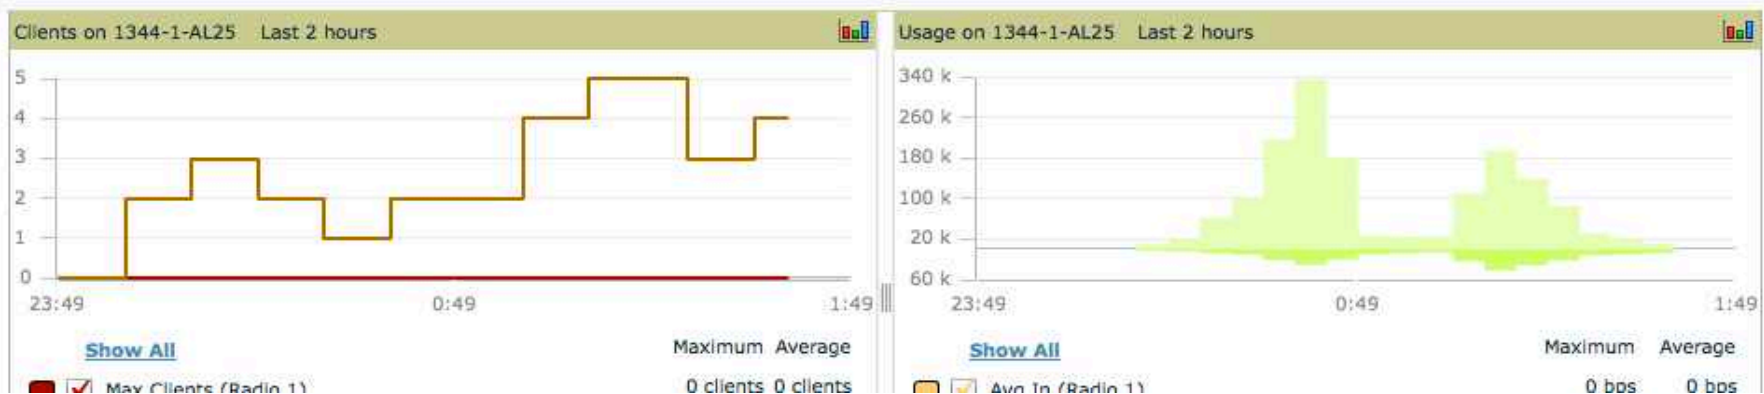 Clients on 1344-1-AL25 Last 2 hours
5
4
3
2
1
0
23:49 0:49 1:49
Show All Maximum Average
Max Clients (Radio 1) 0 clients 0 clients
Usage on 1344-1-AL25 Last 2 hours
340 k
260 k
180 k
100 k
20 k
60 k
23:49 0:49 1:49
Show All Maximum Average
Avg In (Radio 1) 0 bps 0 bps